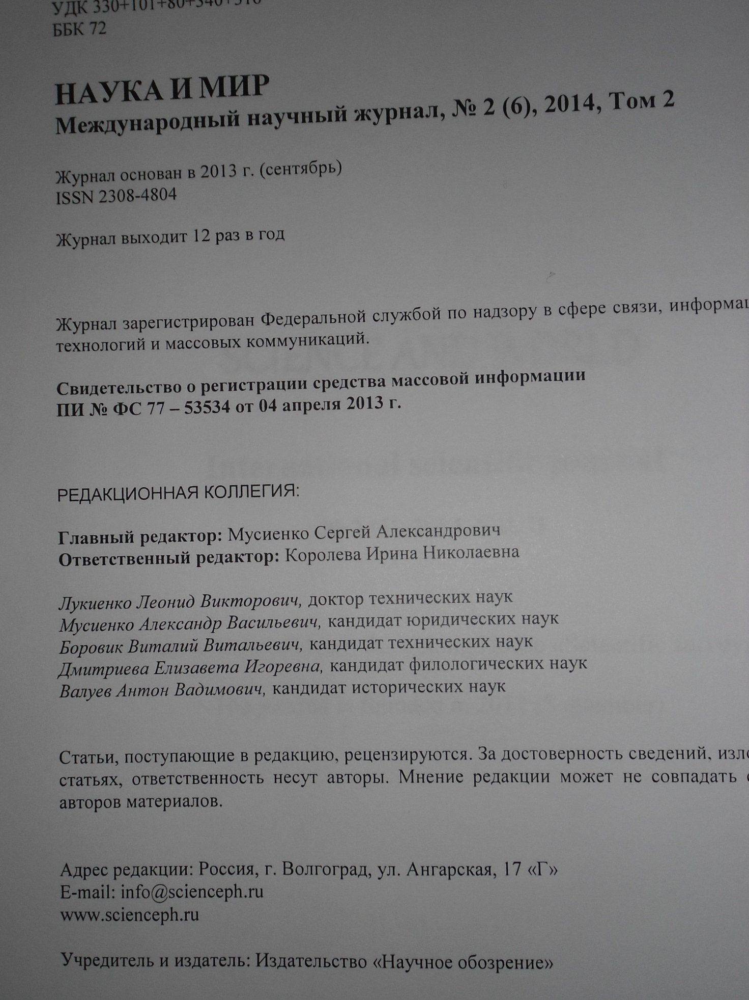 УДК 330+101+80+340+316
ББК 72
НАУКА И МИР
Международный научный журнал, № 2 (6), 2014, Том 2
Журнал основан в 2013 г. (сентябрь)
ISSN 2308-4804
Журнал выходит 12 раз в год
Журнал зарегистрирован Федеральной службой по надзору в сфере связи,
технологий и массовых коммуникаций.
Свидетельство о регистрации средства массовой информации
ПИ № ФС 77 – 53534 от 04 апреля 2013 г.
РЕДАКЦИОННАЯ КОЛЛЕГИЯ:
Главный редактор: Мусиенко Сергей Александрович
Ответственный редактор: Королева Ирина Николаевна
Лукиенко Леонид Викторович, доктор технических наук
Мусиенко Александр Васильевич, кандидат юридических наук
Боровик Виталий Витальевич, кандидат технических наук
Дмитриева Елизавета Игоревна, кандидат филологических наук
Валуев Антон Вадимович, кандидат исторических наук
Статьи, поступающие в редакцию, рецензируются. За достоверность сведений,
статьях, ответственность несут авторы. Мнение редакции может не совпадать
авторов материалов.
Адрес редакции: Россия, г. Волгоград, ул. Ангарская, 17 «Г»
E-mail: info@scienceph.ru
www.scienceph.ru
Учредитель и издатель: Издательство «Научное обозрение»